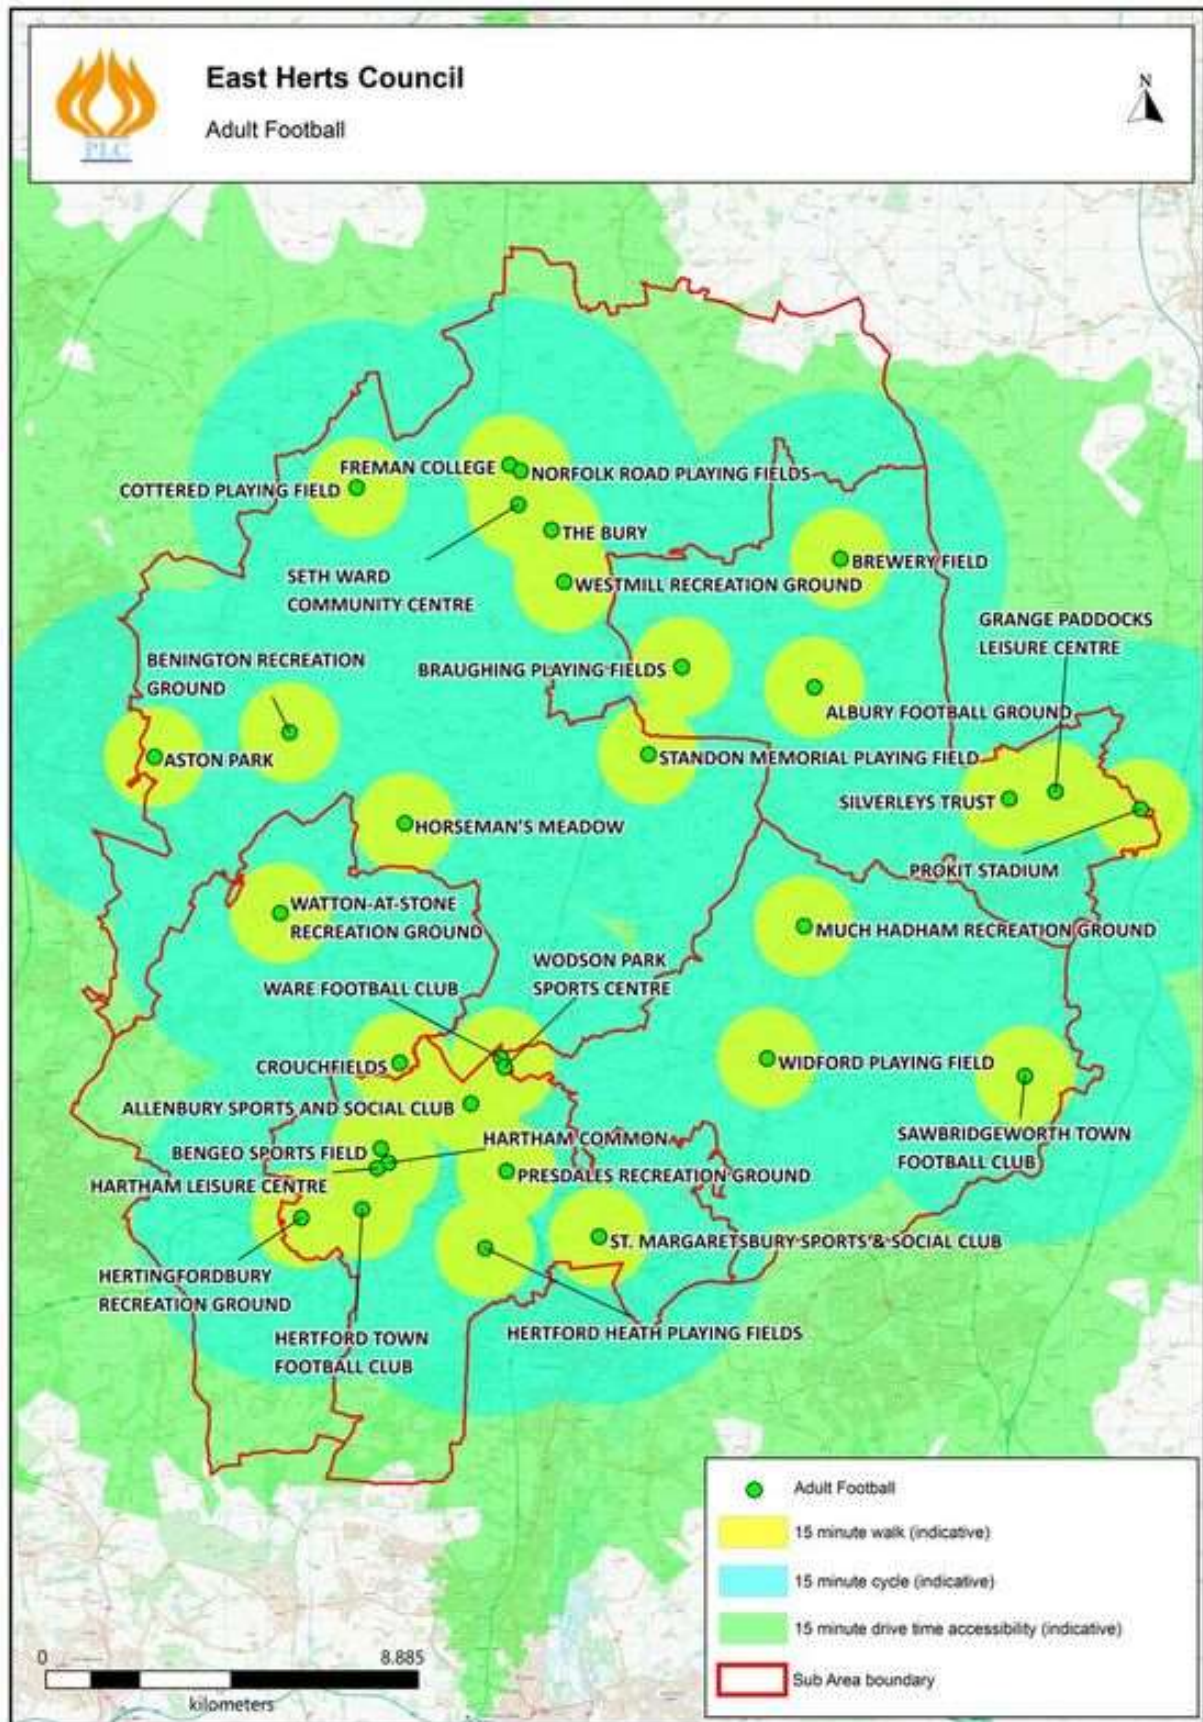 East Herts Council
Adult Football
PLC
N
FREMAN COLLEGE
NORFOLK ROAD PLAYING FIELDS
COTTERED PLAYING FIELD
THE BURY
SETH WARD
COMMUNITY CENTRE
WESTMILL RECREATION GROUND
BREWERY FIELD
GRANGE PADDOCKS
LEISURE CENTRE
BENINGTON RECREATION
GROUND
BRAUGHING PLAYING FIELDS
ALBURY FOOTBALL GROUND
ASTON PARK
STANDON MEMORIAL PLAYING FIELD
SILVERLEYS TRUST
HORSEMAN'S MEADOW
PROKIT STADIUM
WATTON-AT-STONE
RECREATION GROUND
MUCH HADHAM RECREATION GROUND
WODSON PARK
SPORTS CENTRE
WARE FOOTBALL CLUB
CROUCHFIELDS
WIDFORD PLAYING FIELD
ALLENBURY SPORTS AND SOCIAL CLUB
SAWBRIDGEWORTH TOWN
FOOTBALL CLUB
HARTHAM COMMON
BENGEO SPORTS FIELD
HARTHAM LEISURE CENTRE
PRESDALES RECREATION GROUND
ST. MARGARETSBURY SPORTS & SOCIAL CLUB
HERTINGFORDBURY
RECREATION GROUND
HERTFORD TOWN
FOOTBALL CLUB
HERTFORD HEATH PLAYING FIELDS
Adult Football
15 minute walk (indicative)
15 minute cycle (indicative)
15 minute drive time accessibility (indicative)
Sub Area boundary
0 8.885
kilometers